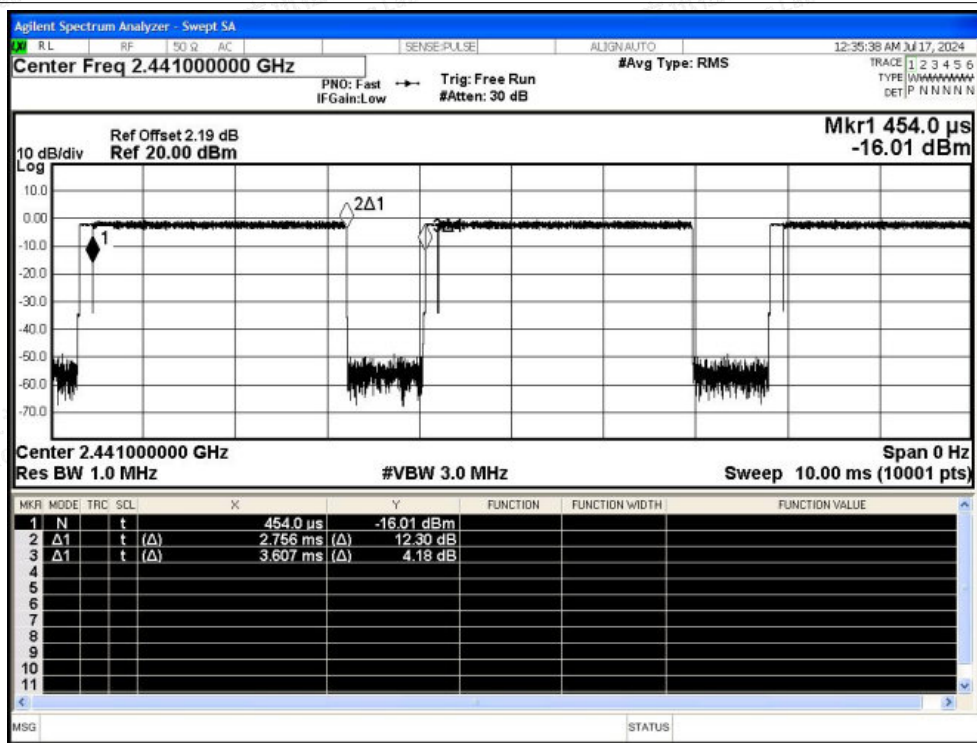 Agilent Spectrum Analyzer - Swept SA
LXI RL RF 50 Ω AC SENSE:PULSE ALIGNAUTO 12:35:38 AM Jul 17, 2024
Center Freq 2.441000000 GHz #Avg Type: RMS TRACE 1 2 3 4 5 6
PNO: Fast Trig: Free Run TYPE WWWWWW
IFGain:Low #Atten: 30 dB DET P N N N N N
Mkr1 454.0 µs
Ref Offset 2.19 dB
10 dB/div Ref 20.00 dBm -16.01 dBm
Log
10.0
2Δ1
0.00
1
-10.0
-20.0
-30.0
-40.0
-50.0
-60.0
-70.0
Center 2.441000000 GHz Span 0 Hz
Res BW 1.0 MHz #VBW 3.0 MHz Sweep 10.00 ms (10001 pts)
MKR MODE TRC SCL X Y FUNCTION FUNCTION WIDTH FUNCTION VALUE
1 N t 454.0 µs -16.01 dBm
2 Δ1 t (Δ) 2.756 ms (Δ) 12.30 dB
3 Δ1 t (Δ) 3.607 ms (Δ) 4.18 dB
4
5
6
7
8
9
10
11
MSG STATUS